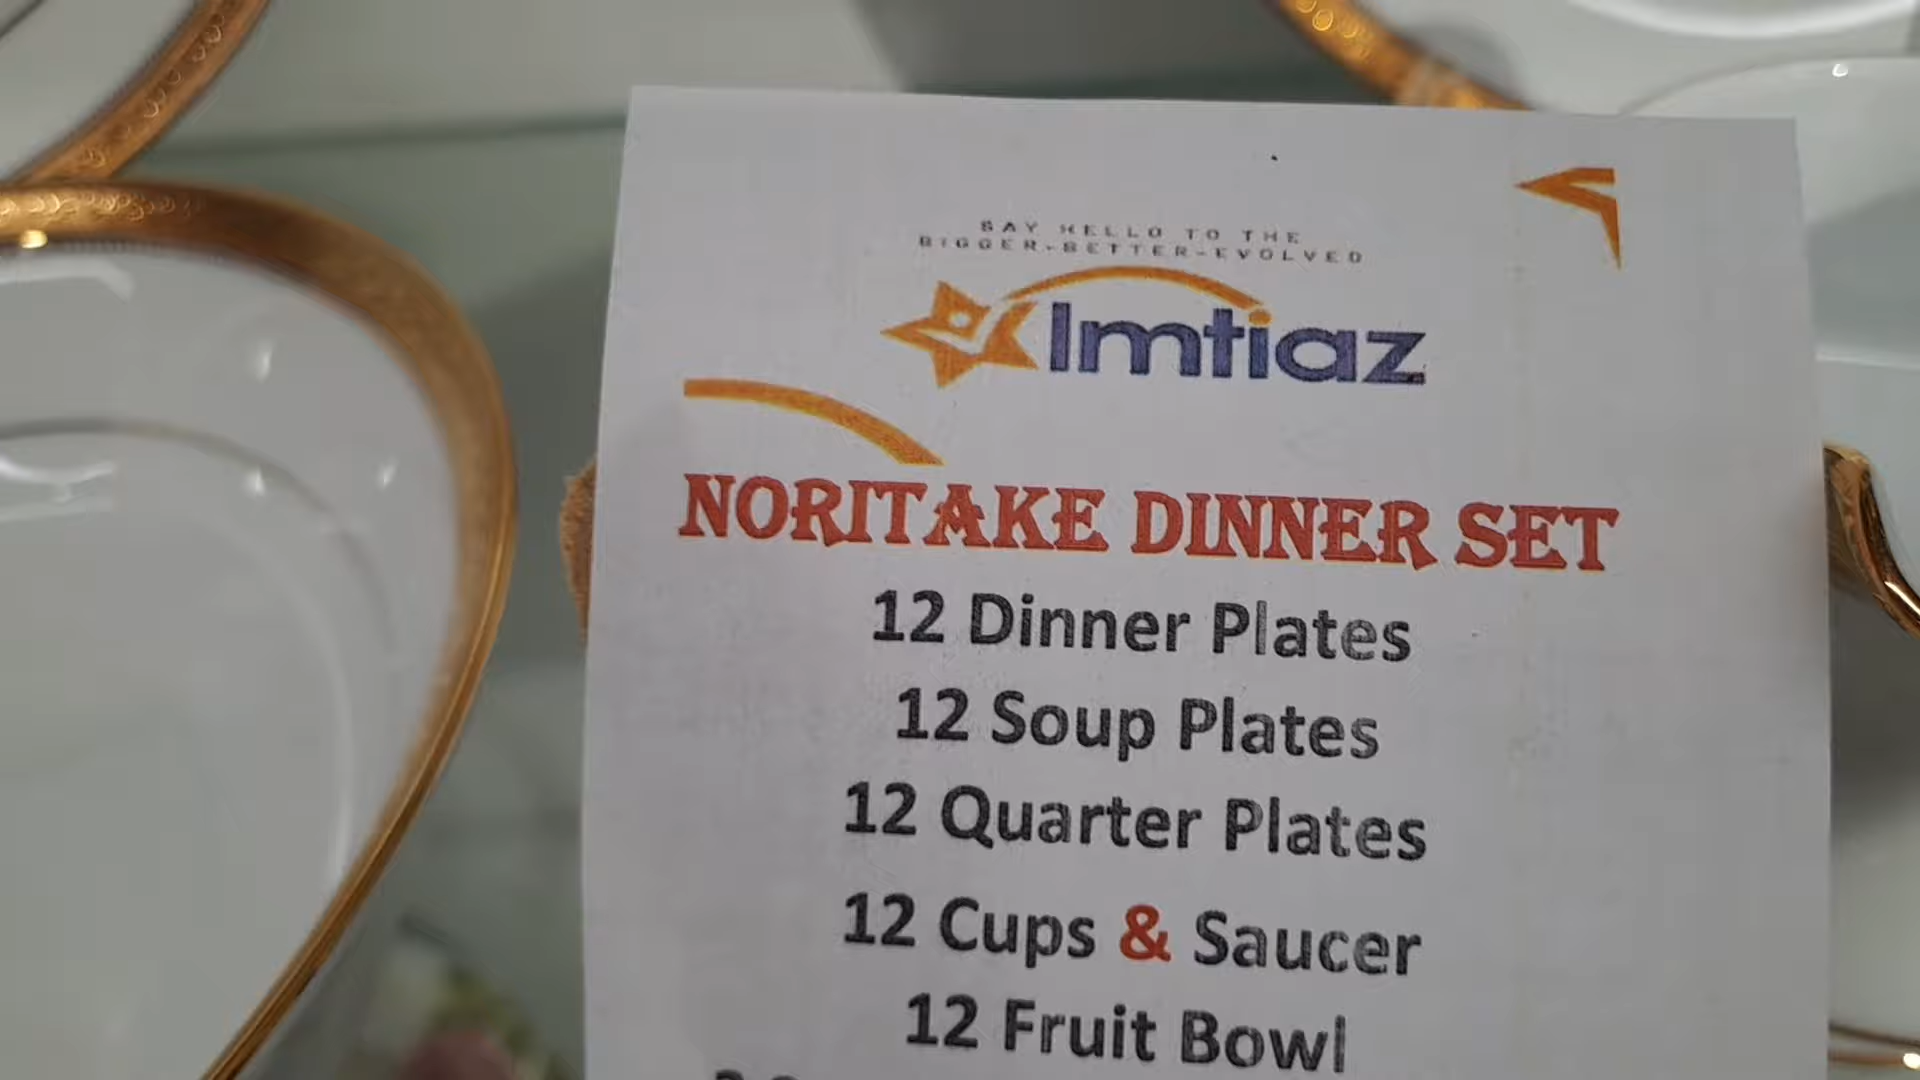 SAY HELLO TO THE
BIGGER-BETTER-EVOLVED
Imtiaz
NORITAKE DINNER SET
12 Dinner Plates
12 Soup Plates
12 Quarter Plates
12 Cups & Saucer
12 Fruit Bowl